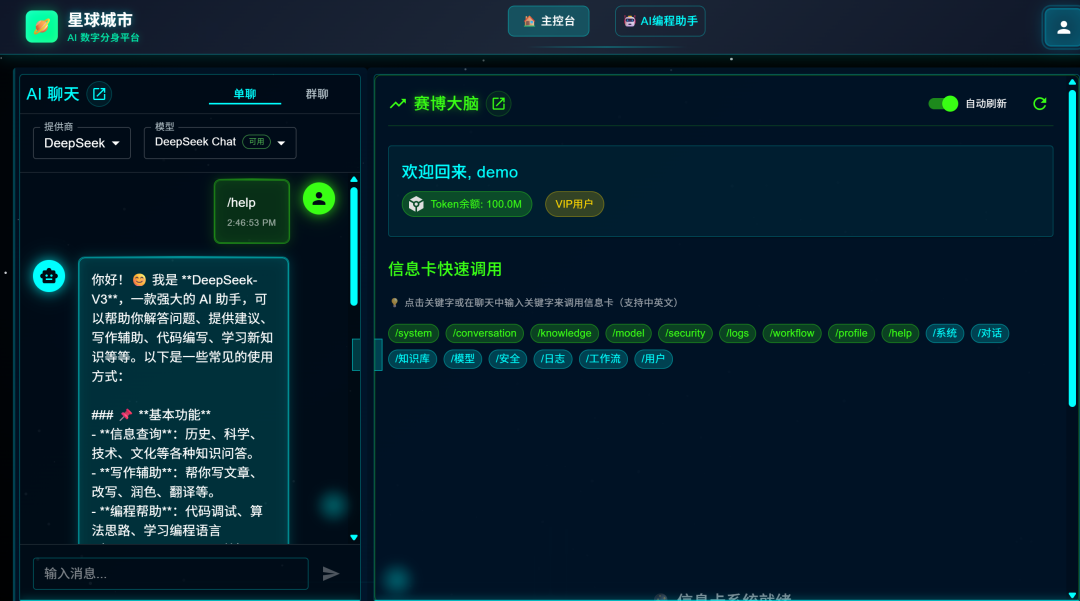 星球城市
AI 数字分身平台
主控台
AI编程助手
AI 聊天
单聊
群聊
提供商
DeepSeek
模型
DeepSeek Chat 可用
/help
2:46:53 PM
你好！😊 我是 **DeepSeek-
V3**，一款强大的 AI 助手，可
以帮助你解答问题、提供建议、
写作辅助、代码编写、学习新知
识等等。以下是一些常见的使用
方式：
### 📌 **基本功能**
- **信息查询**：历史、科学、
技术、文化等各种知识问答。
- **写作辅助**：帮你写文章、
改写、润色、翻译等。
- **编程帮助**：代码调试、算
法思路、学习编程语言
输入消息...
赛博大脑
自动刷新
欢迎回来, demo
Token余额: 100.0M
VIP用户
信息卡快速调用
💡 点击关键字或在聊天中输入关键字来调用信息卡（支持中英文）
/system /conversation /knowledge /model /security /logs /workflow /profile /help /系统 /对话
/知识库 /模型 /安全 /日志 /工作流 /用户
信息卡系统就绪